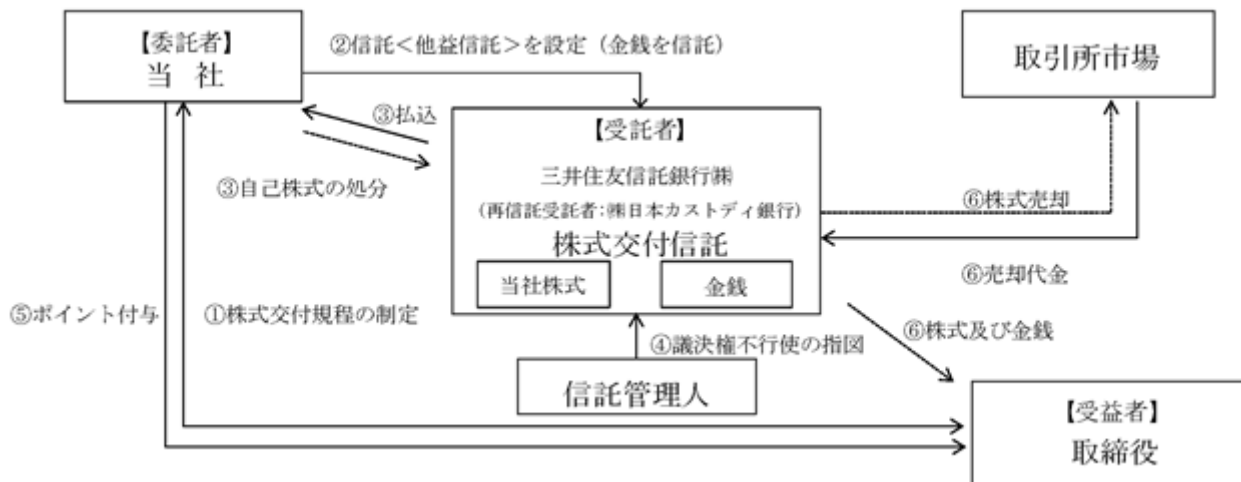 【委託者】
当 社
②信託＜他益信託＞を設定（金銭を信託）
取引所市場
③払込
③自己株式の処分
【受託者】
三井住友信託銀行㈱
(再信託受託者:㈱日本カストディ銀行)
株式交付信託
当社株式
金銭
⑥株式売却
⑥売却代金
⑤ポイント付与
①株式交付規程の制定
④議決権不行使の指図
⑥株式及び金銭
信託管理人
【受益者】
取締役